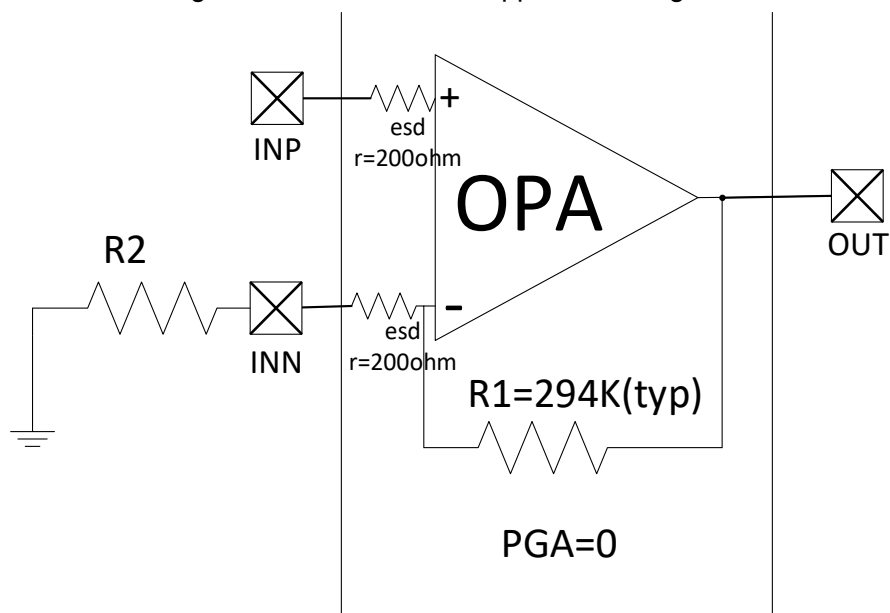 +
INP
esd
r=200ohm
OPA
OUT
R2
-
INN
esd
r=200ohm
R1=294K(typ)
PGA=0